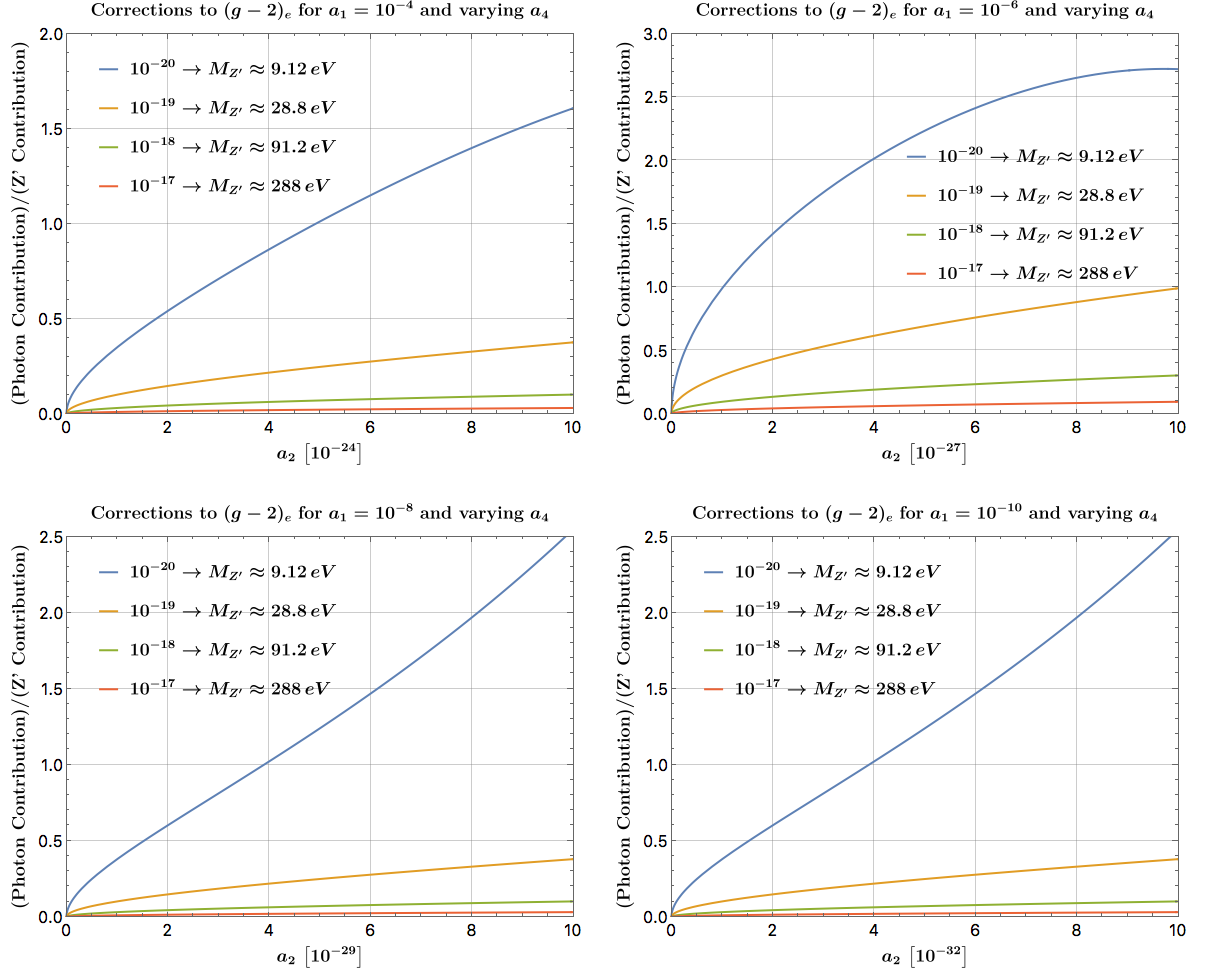 Corrections to (g − 2)ₑ for a₁ = 10⁻⁴ and varying a₄
(Photon Contribution)/(Z' Contribution)
2.0
1.5
1.0
0.5
0.0
10⁻²⁰ → M_Z′ ≈ 9.12 eV
10⁻¹⁹ → M_Z′ ≈ 28.8 eV
10⁻¹⁸ → M_Z′ ≈ 91.2 eV
10⁻¹⁷ → M_Z′ ≈ 288 eV
0 2 4 6 8 10
a₂ [10⁻²⁴]
Corrections to (g − 2)ₑ for a₁ = 10⁻⁶ and varying a₄
(Photon Contribution)/(Z' Contribution)
3.0
2.5
2.0
1.5
1.0
0.5
0.0
10⁻²⁰ → M_Z′ ≈ 9.12 eV
10⁻¹⁹ → M_Z′ ≈ 28.8 eV
10⁻¹⁸ → M_Z′ ≈ 91.2 eV
10⁻¹⁷ → M_Z′ ≈ 288 eV
0 2 4 6 8 10
a₂ [10⁻²⁷]
Corrections to (g − 2)ₑ for a₁ = 10⁻⁸ and varying a₄
(Photon Contribution)/(Z' Contribution)
2.5
2.0
1.5
1.0
0.5
0.0
10⁻²⁰ → M_Z′ ≈ 9.12 eV
10⁻¹⁹ → M_Z′ ≈ 28.8 eV
10⁻¹⁸ → M_Z′ ≈ 91.2 eV
10⁻¹⁷ → M_Z′ ≈ 288 eV
0 2 4 6 8 10
a₂ [10⁻²⁹]
Corrections to (g − 2)ₑ for a₁ = 10⁻¹⁰ and varying a₄
(Photon Contribution)/(Z' Contribution)
2.5
2.0
1.5
1.0
0.5
0.0
10⁻²⁰ → M_Z′ ≈ 9.12 eV
10⁻¹⁹ → M_Z′ ≈ 28.8 eV
10⁻¹⁸ → M_Z′ ≈ 91.2 eV
10⁻¹⁷ → M_Z′ ≈ 288 eV
0 2 4 6 8 10
a₂ [10⁻³²]